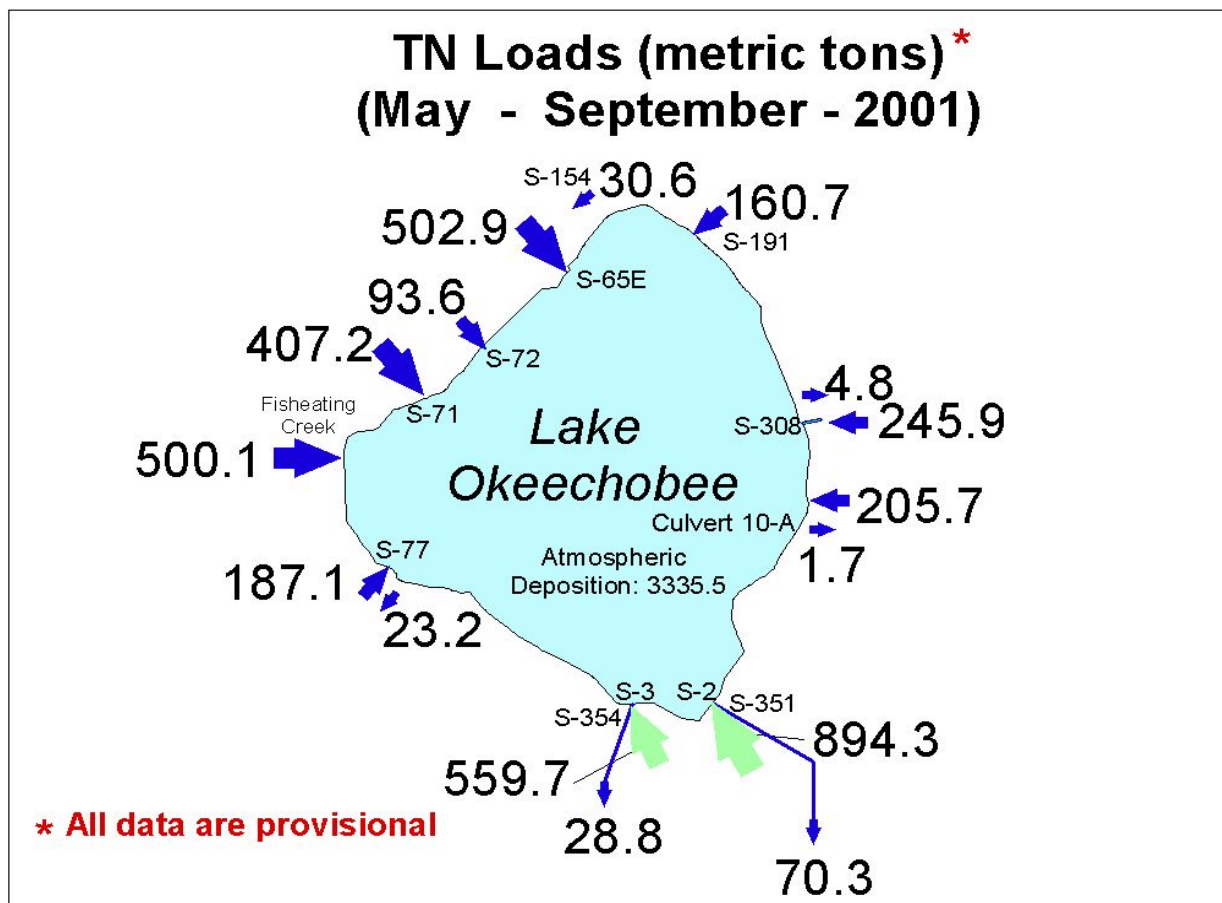 TN Loads (metric tons) *
(May - September - 2001)
S-154 30.6
160.7
502.9
S-191
S-65E
93.6
407.2
S-72
Fisheating
Creek
S-71
4.8
S-308
245.9
500.1
Lake
Okeechobee
205.7
Culvert 10-A
1.7
S-77
Atmospheric
Deposition: 3335.5
187.1
23.2
S-3 S-2
S-354
S-351
894.3
559.7
28.8
70.3
* All data are provisional